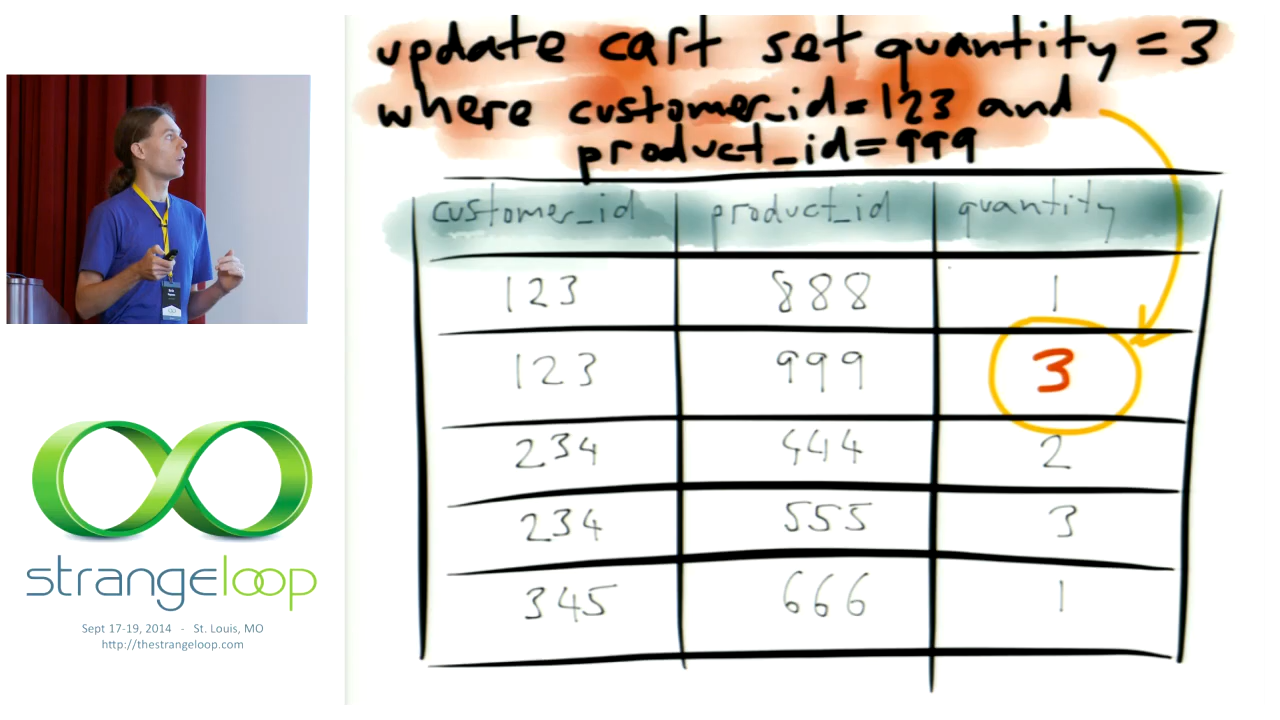 update cart set quantity = 3
where customer_id = 123 and
product_id = 999
customer_id product_id quantity
123 888 1
123 999 3
234 444 2
234 555 3
345 666 1
strangeloop
Sept 17-19, 2014 - St. Louis, MO
http://thestrangeloop.com